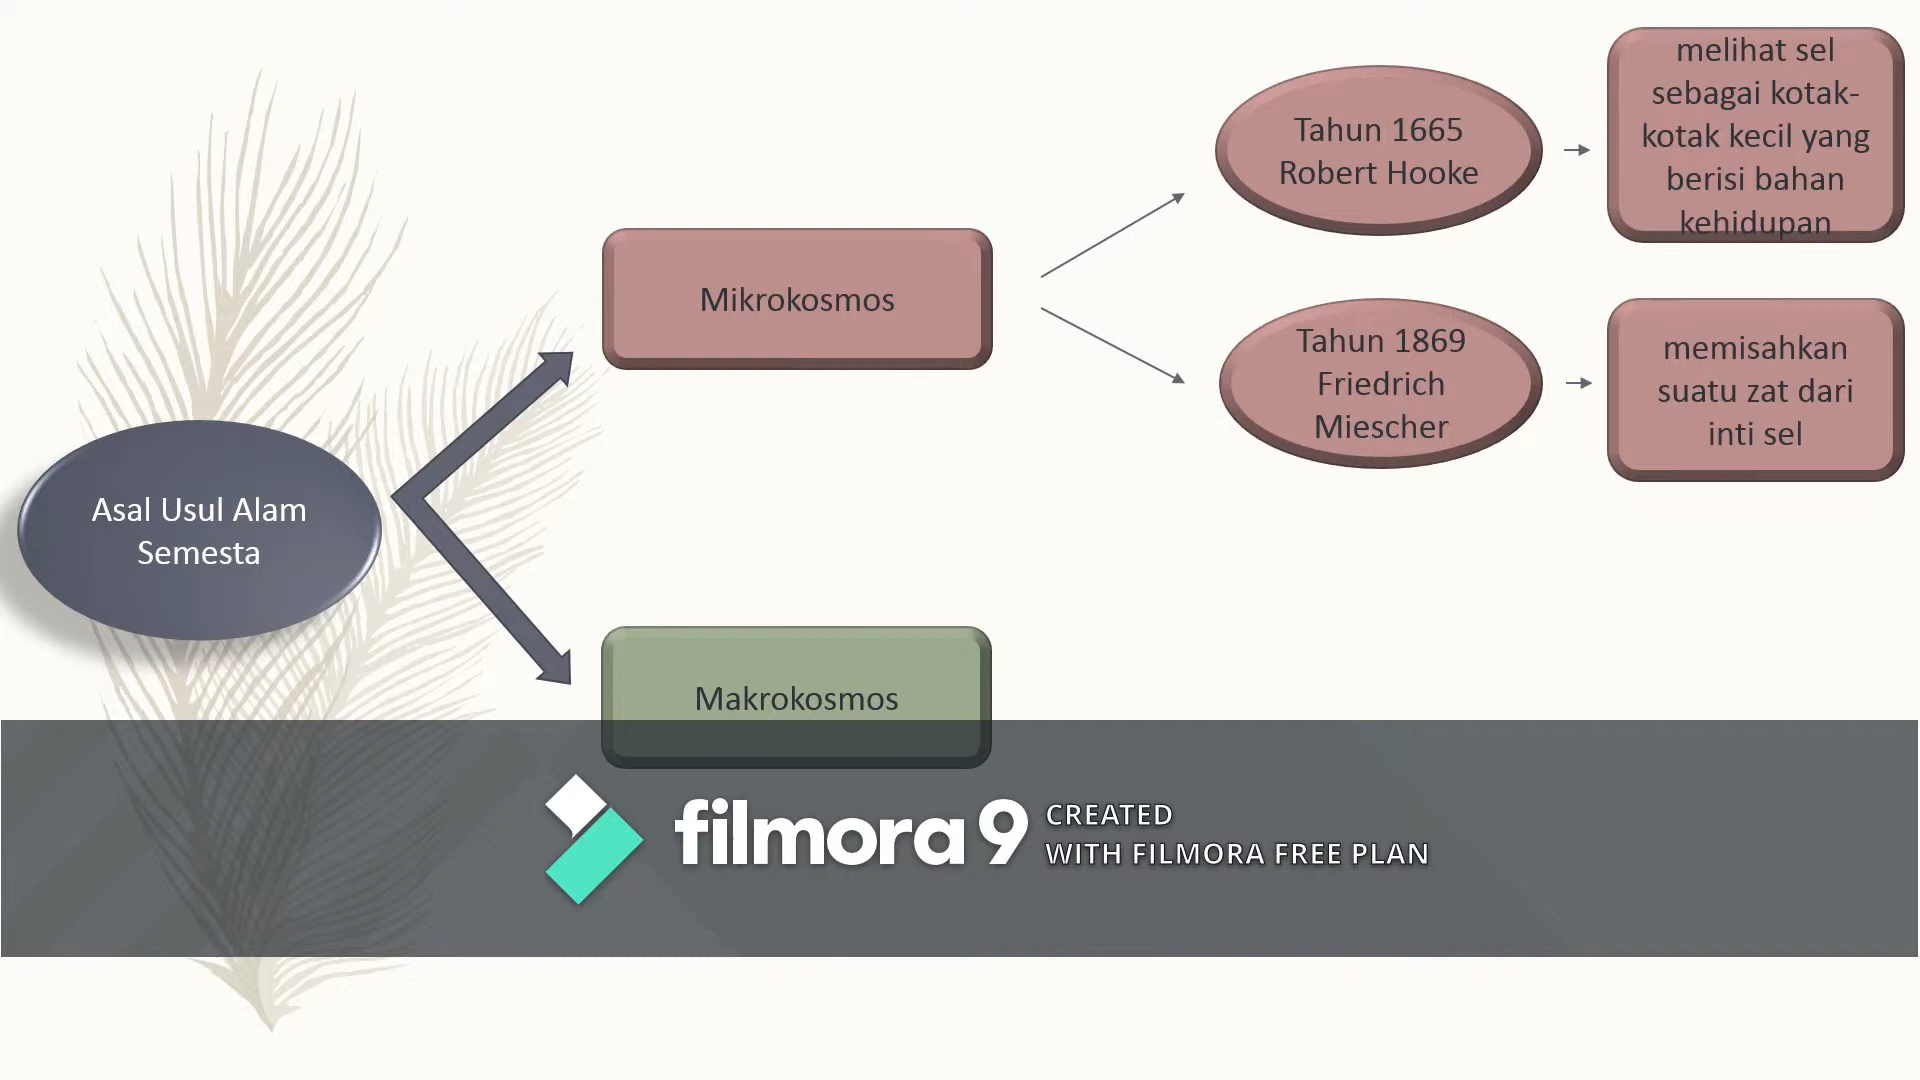 Asal Usul Alam
Semesta
Mikrokosmos
Tahun 1665
Robert Hooke
melihat sel
sebagai kotak-
kotak kecil yang
berisi bahan
kehidupan
Tahun 1869
Friedrich
Miescher
memisahkan
suatu zat dari
inti sel
Makrokosmos
filmora 9
CREATED
WITH FILMORA FREE PLAN